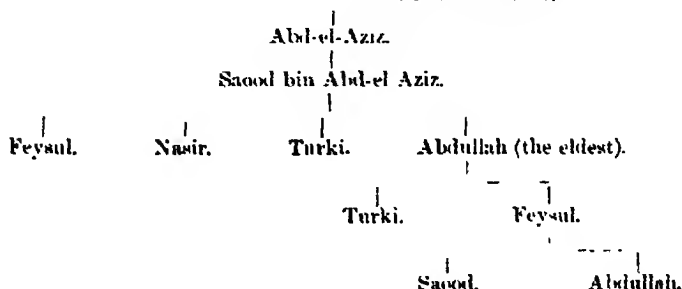 Abd-el-Aziz.
Saood bin Abd-el Aziz.
Feysul. Nasir. Turki. Abdullah (the eldest).
Turki. Feysul.
Saood. Abdullah.